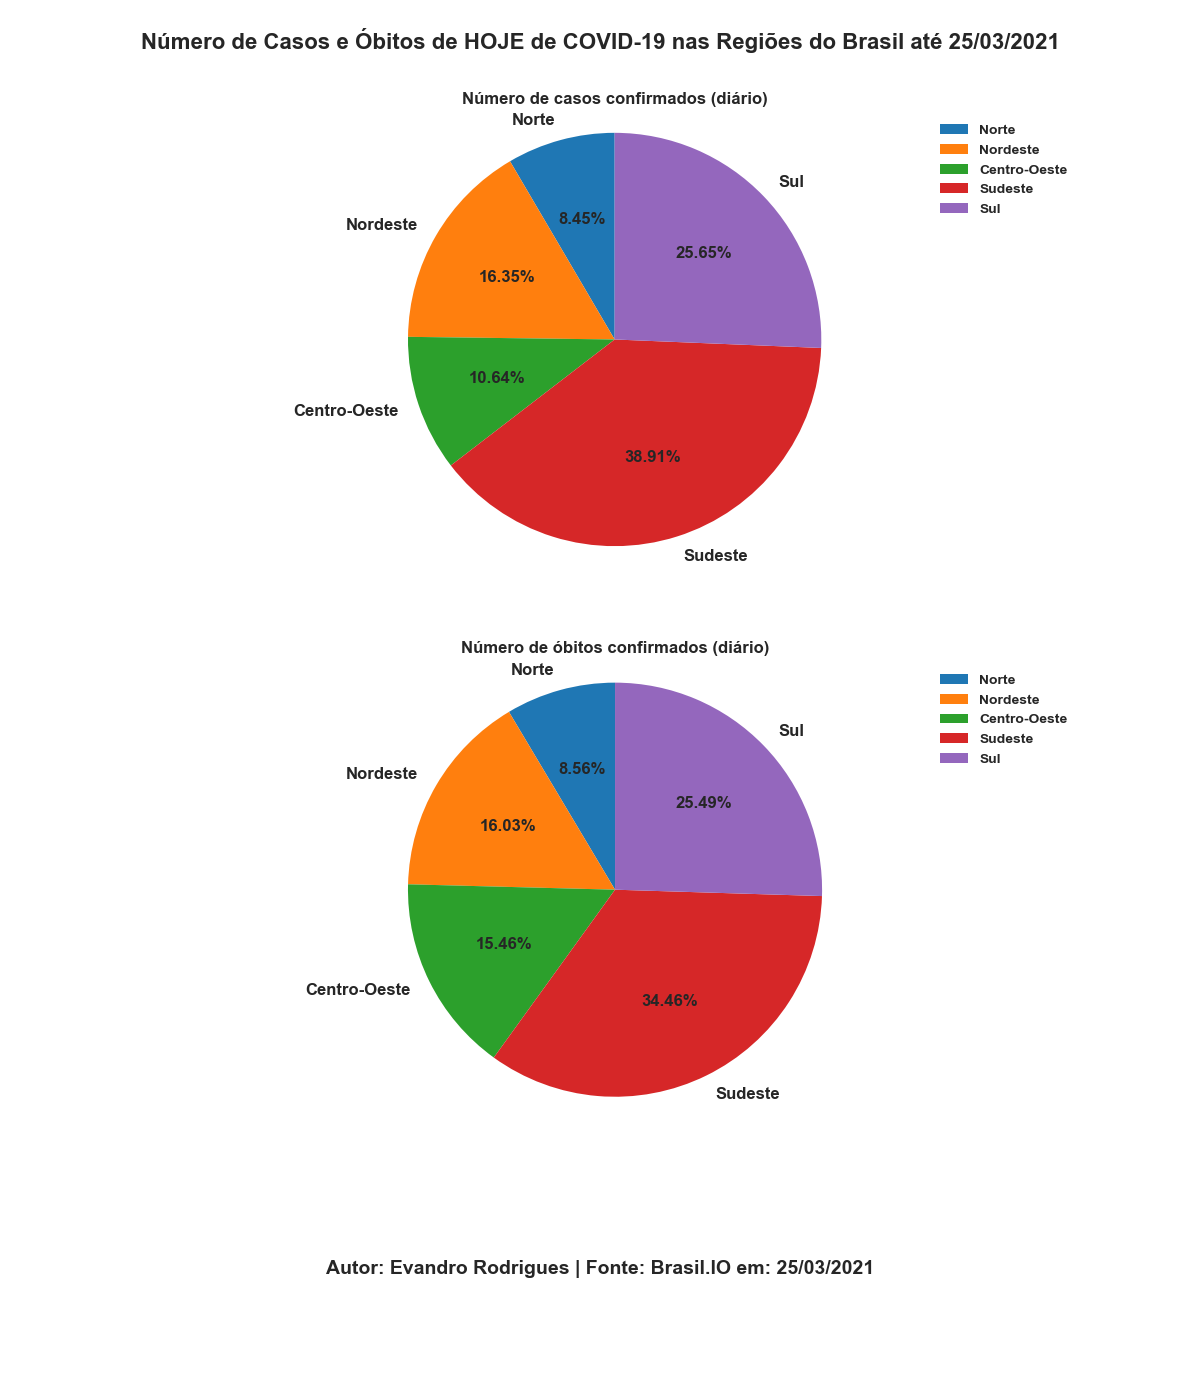 Número de Casos e Óbitos de HOJE de COVID-19 nas Regiões do Brasil até 25/03/2021
Número de casos confirmados (diário)
Norte
Nordeste
Centro-Oeste
Sudeste
Sul
8.45%
16.35%
10.64%
38.91%
25.65%
Norte
Nordeste
Centro-Oeste
Sudeste
Sul
Número de óbitos confirmados (diário)
Norte
Nordeste
Centro-Oeste
Sudeste
Sul
8.56%
16.03%
15.46%
34.46%
25.49%
Norte
Nordeste
Centro-Oeste
Sudeste
Sul
Autor: Evandro Rodrigues | Fonte: Brasil.IO em: 25/03/2021